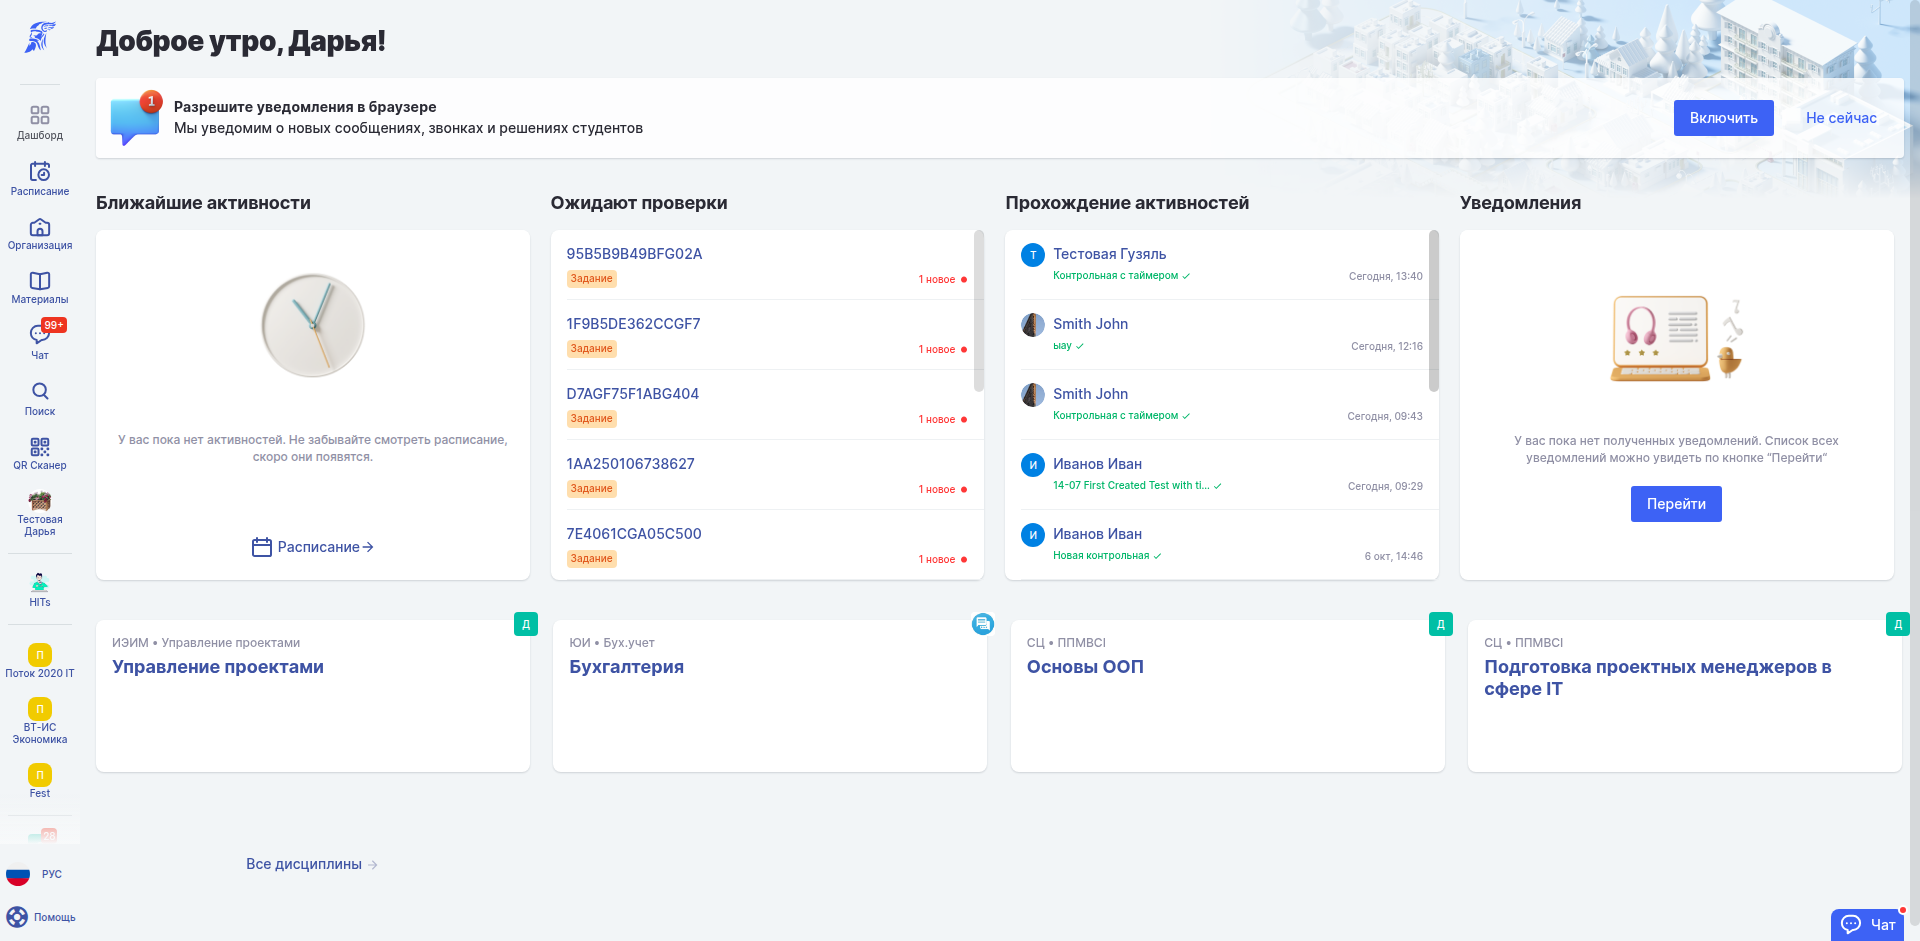 Доброе утро, Дарья!
1
Разрешите уведомления в браузере
Мы уведомим о новых сообщениях, звонках и решениях студентов
Включить
Не сейчас
Дашборд
Расписание
Организация
Материалы
99+
Чат
Поиск
QR Сканер
Тестовая
Дарья
HITs
П
Поток 2020 IT
П
ВТ-ИС
Экономика
П
Fest
28
РУС
Помощь
Ближайшие активности
У вас пока нет активностей. Не забывайте смотреть расписание,
скоро они появятся.
Расписание
Ожидают проверки
95B5B9B49BFG02A
Задание
1 новое
1F9B5DE362CCGF7
Задание
1 новое
D7AGF75F1ABG404
Задание
1 новое
1AA250106738627
Задание
1 новое
7E4061CGA05C500
Задание
1 новое
Прохождение активностей
Т
Тестовая Гузяль
Контрольная с таймером
Сегодня, 13:40
Smith John
ыау
Сегодня, 12:16
Smith John
Контрольная с таймером
Сегодня, 09:43
И
Иванов Иван
14-07 First Created Test with ti...
Сегодня, 09:29
И
Иванов Иван
Новая контрольная
6 окт, 14:46
Уведомления
У вас пока нет полученных уведомлений. Список всех
уведомлений можно увидеть по кнопке “Перейти”
Перейти
Д
ИЭИМ • Управление проектами
Управление проектами
ЮИ • Бух.учет
Бухгалтерия
Д
СЦ • ППМВСІ
Основы ООП
Д
СЦ • ППМВСІ
Подготовка проектных менеджеров в
сфере IT
Все дисциплины
Чат